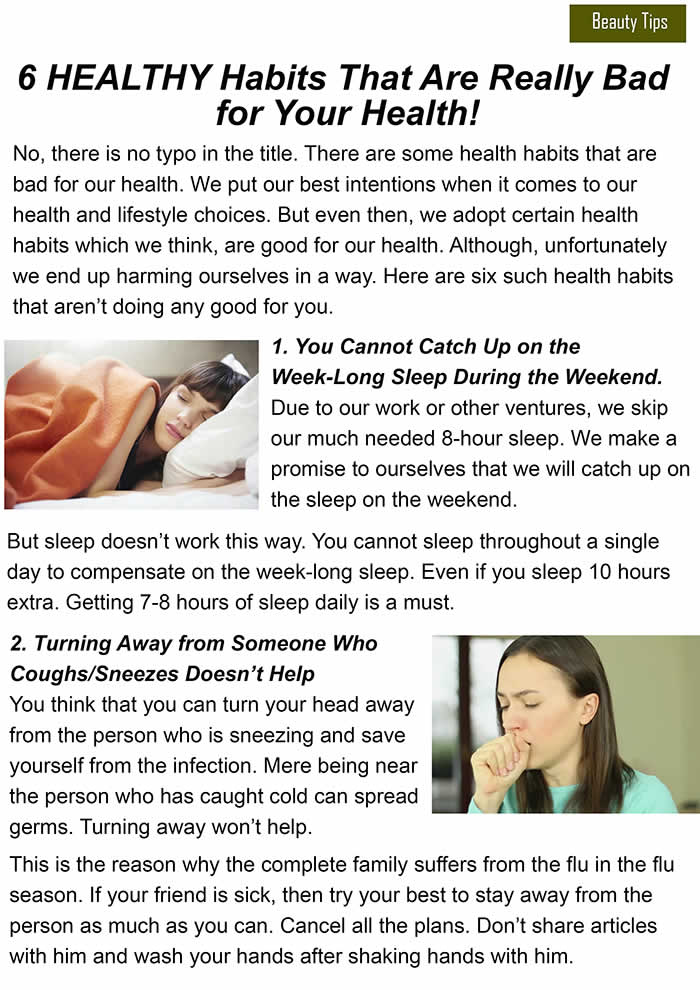 Beauty Tips
6 HEALTHY Habits That Are Really Bad
for Your Health!
No, there is no typo in the title. There are some health habits that are
bad for our health. We put our best intentions when it comes to our
health and lifestyle choices. But even then, we adopt certain health
habits which we think, are good for our health. Although, unfortunately
we end up harming ourselves in a way. Here are six such health habits
that aren’t doing any good for you.
1. You Cannot Catch Up on the
Week-Long Sleep During the Weekend.
Due to our work or other ventures, we skip
our much needed 8-hour sleep. We make a
promise to ourselves that we will catch up on
the sleep on the weekend.
But sleep doesn’t work this way. You cannot sleep throughout a single
day to compensate on the week-long sleep. Even if you sleep 10 hours
extra. Getting 7-8 hours of sleep daily is a must.
2. Turning Away from Someone Who
Coughs/Sneezes Doesn’t Help
You think that you can turn your head away
from the person who is sneezing and save
yourself from the infection. Mere being near
the person who has caught cold can spread
germs. Turning away won’t help.
This is the reason why the complete family suffers from the flu in the flu
season. If your friend is sick, then try your best to stay away from the
person as much as you can. Cancel all the plans. Don’t share articles
with him and wash your hands after shaking hands with him.